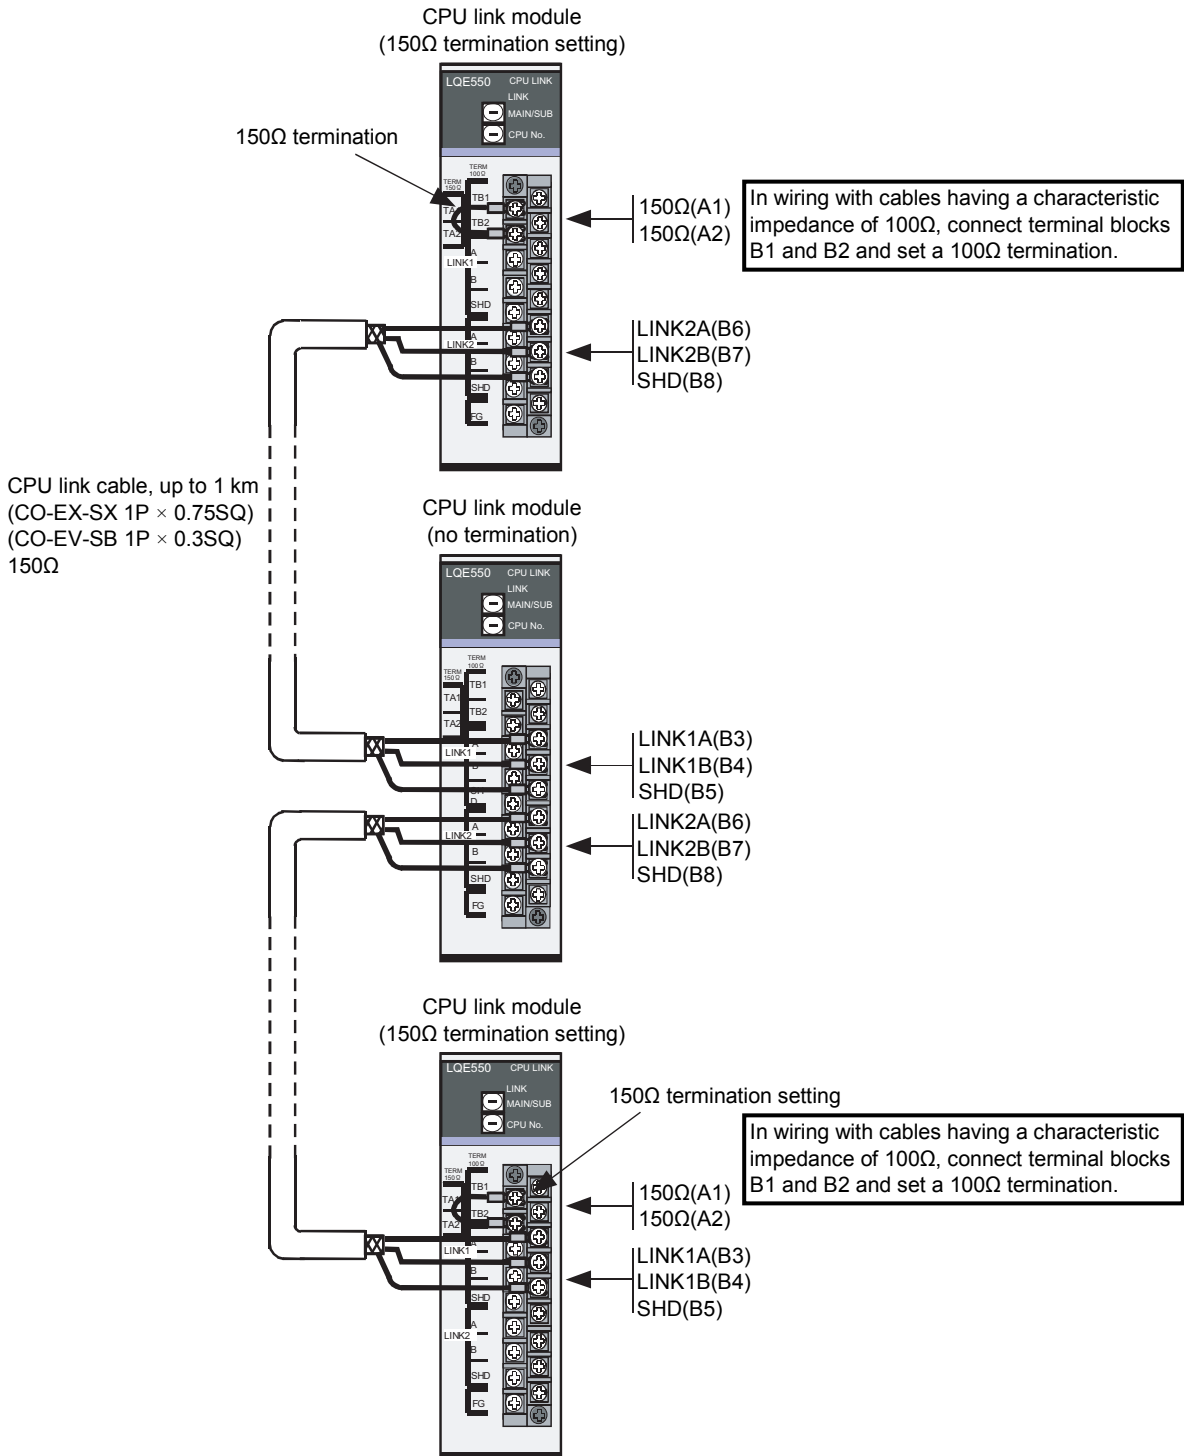 CPU link module
(150Ω termination setting)
LQE550 CPU LINK
LINK
MAIN/SUB
CPU No.
150Ω termination
TERM
100Ω
TERM
150Ω
TB1
TA1
TB2
TA2
A
LINK1
B
SHD
A
LINK2
B
SHD
FG
150Ω(A1)
150Ω(A2)
In wiring with cables having a characteristic
impedance of 100Ω, connect terminal blocks
B1 and B2 and set a 100Ω termination.
LINK2A(B6)
LINK2B(B7)
SHD(B8)
CPU link cable, up to 1 km
(CO-EX-SX 1P × 0.75SQ)
(CO-EV-SB 1P × 0.3SQ)
150Ω
CPU link module
(no termination)
LQE550 CPU LINK
LINK
MAIN/SUB
CPU No.
TERM
100Ω
TERM
150Ω
TB1
TA1
TB2
TA2
A
LINK1
B
SHD
A
LINK2
B
SHD
FG
LINK1A(B3)
LINK1B(B4)
SHD(B5)
LINK2A(B6)
LINK2B(B7)
SHD(B8)
CPU link module
(150Ω termination setting)
LQE550 CPU LINK
LINK
MAIN/SUB
CPU No.
150Ω termination setting
TERM
100Ω
TERM
150Ω
TB1
TA1
TB2
TA2
A
LINK1
B
SHD
A
LINK2
B
SHD
FG
In wiring with cables having a characteristic
impedance of 100Ω, connect terminal blocks
B1 and B2 and set a 100Ω termination.
150Ω(A1)
150Ω(A2)
LINK1A(B3)
LINK1B(B4)
SHD(B5)